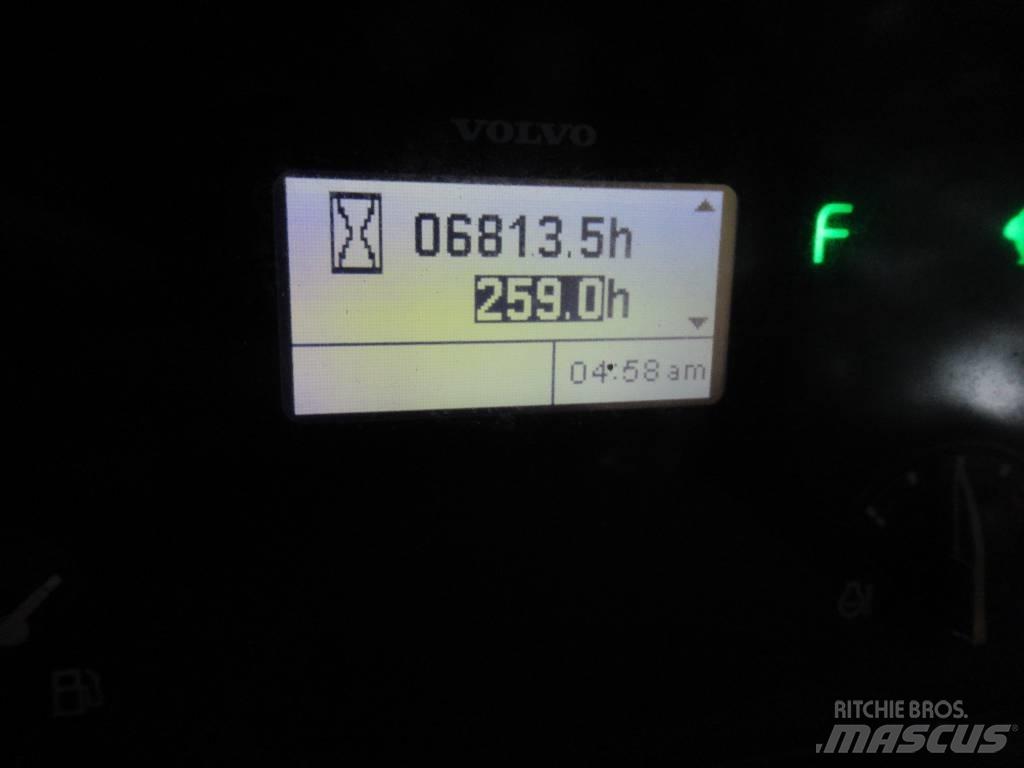 VOLVO
06813.5h
259.0h
04:58 am
F
RITCHIE BROS.
MASCUS